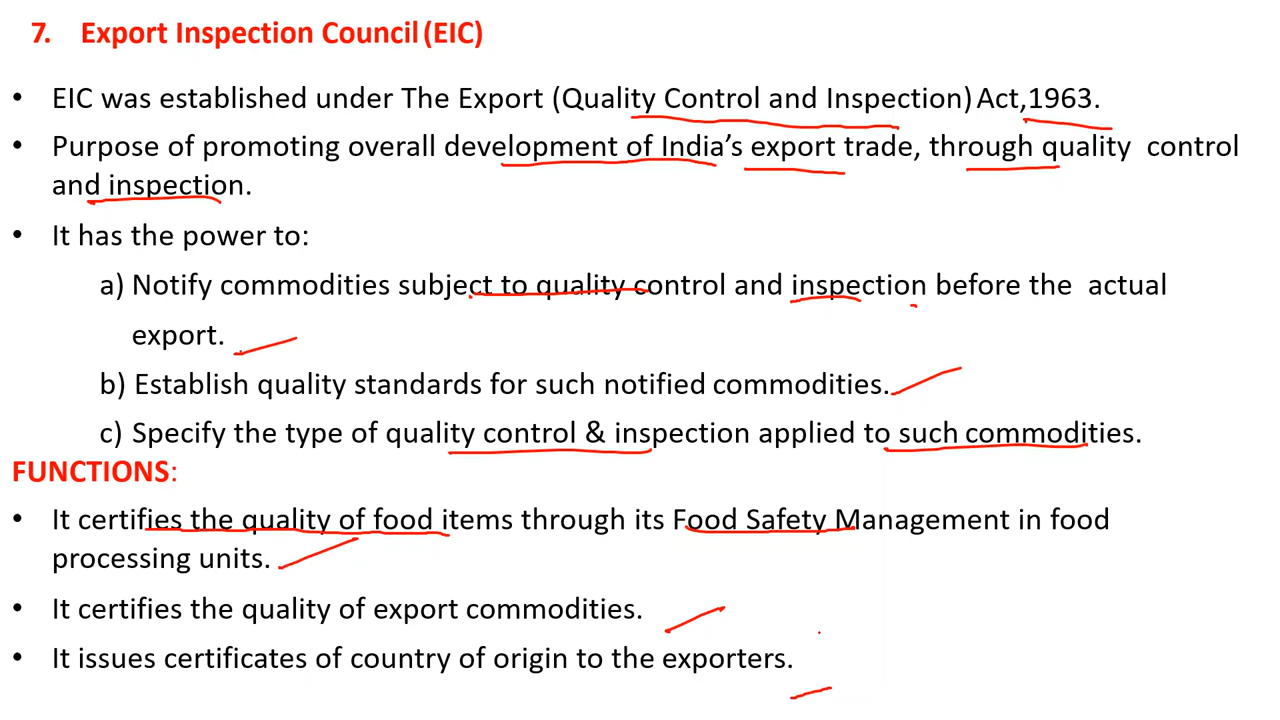 7. Export Inspection Council (EIC)
• EIC was established under The Export (Quality Control and Inspection) Act,1963.
• Purpose of promoting overall development of India's export trade, through quality control
and inspection.
• It has the power to:
a) Notify commodities subject to quality control and inspection before the actual
export.
b) Establish quality standards for such notified commodities.
c) Specify the type of quality control & inspection applied to such commodities.
FUNCTIONS:
• It certifies the quality of food items through its Food Safety Management in food
processing units.
• It certifies the quality of export commodities.
• It issues certificates of country of origin to the exporters.